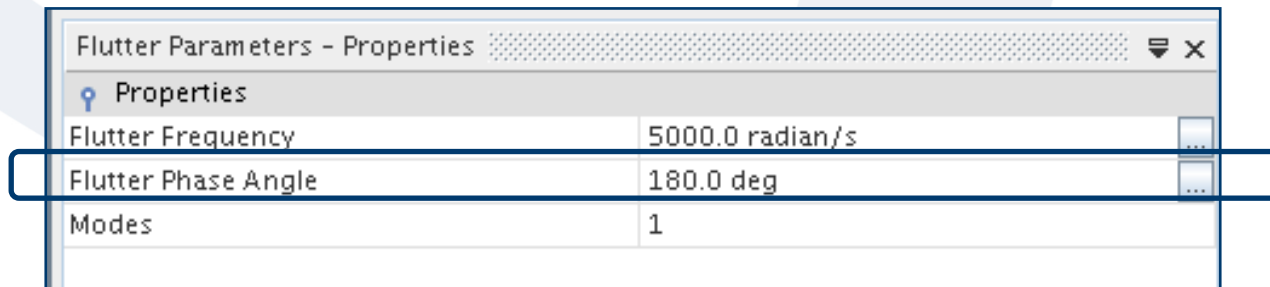 Flutter Parameters - Properties
Properties
Flutter Frequency 5000.0 radian/s ...
Flutter Phase Angle 180.0 deg ...
Modes 1